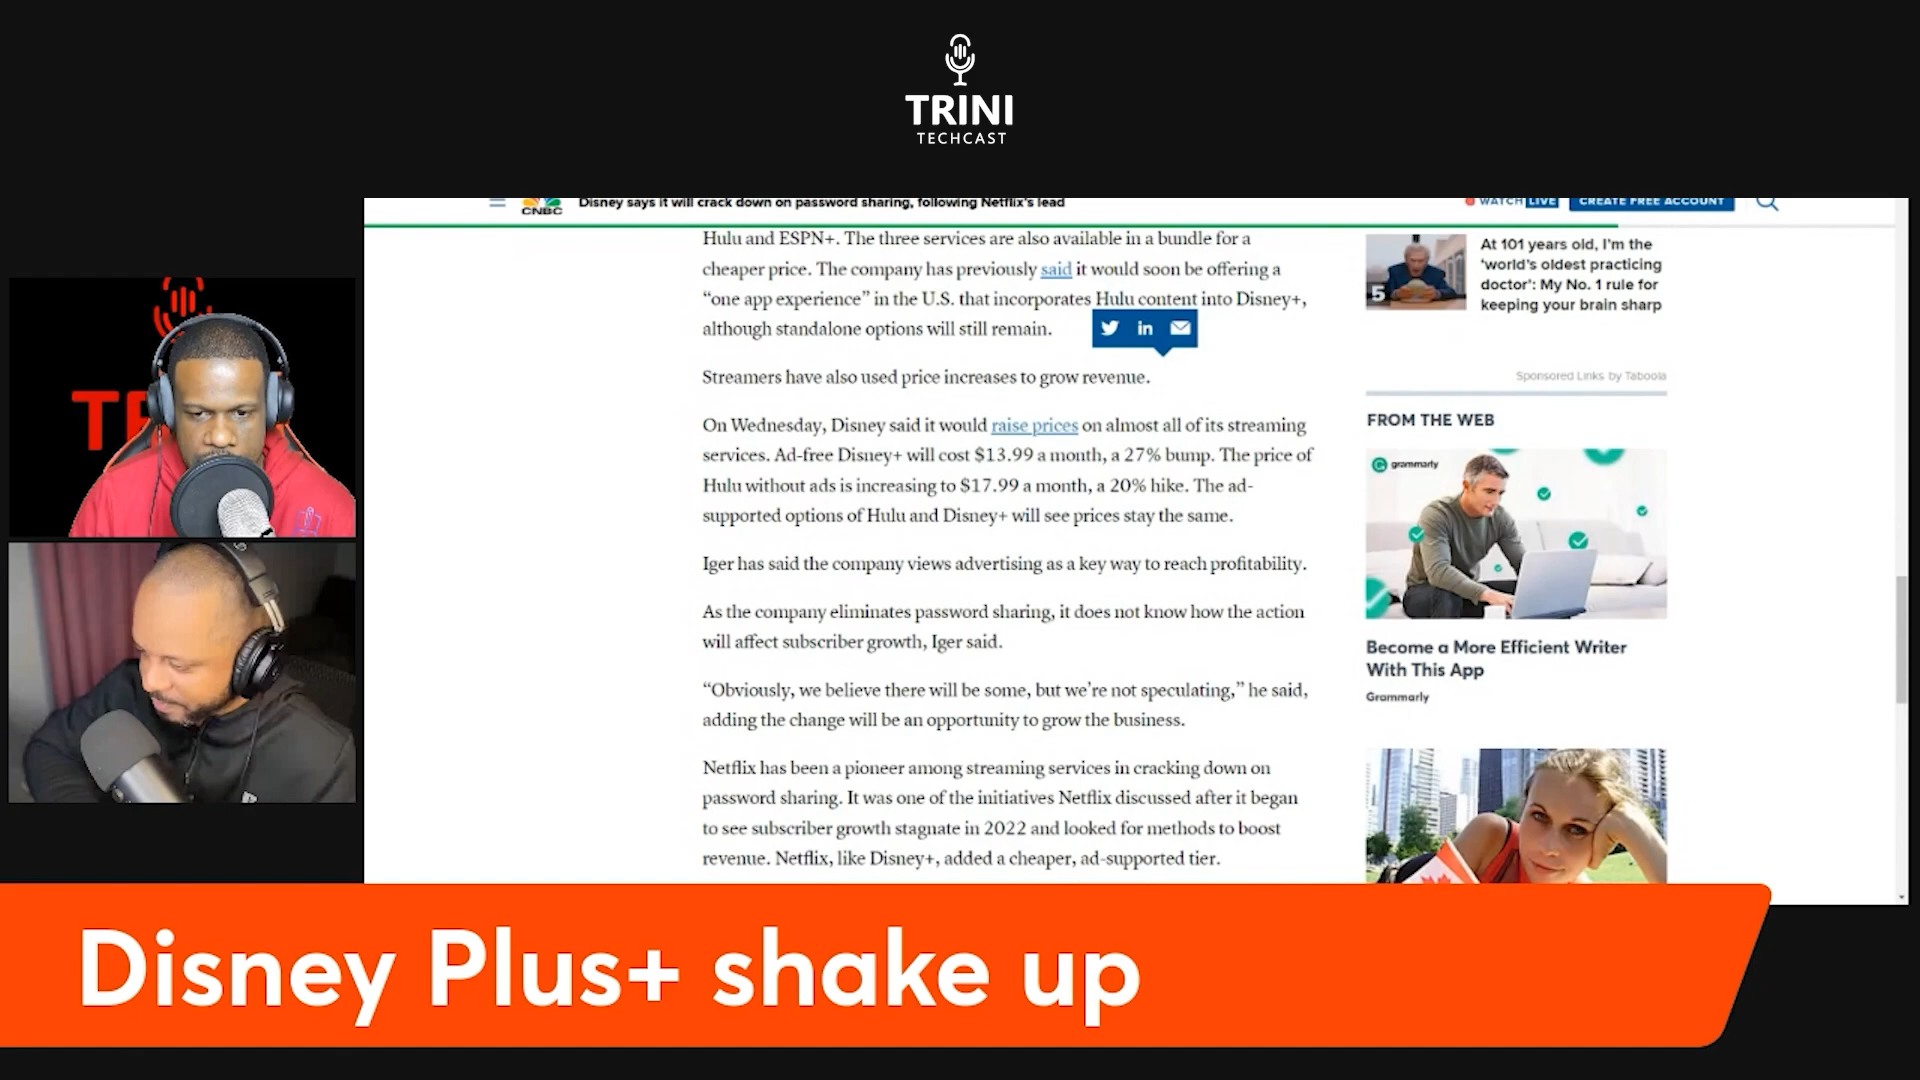 TRINI
TECHCAST
CNBC
Disney says it will crack down on password sharing, following Netflix's lead
WATCH LIVE
CREATE FREE ACCOUNT
Hulu and ESPN+. The three services are also available in a bundle for a
cheaper price. The company has previously said it would soon be offering a
“one app experience” in the U.S. that incorporates Hulu content into Disney+,
although standalone options will still remain.
in
Streamers have also used price increases to grow revenue.
On Wednesday, Disney said it would raise prices on almost all of its streaming
services. Ad-free Disney+ will cost $13.99 a month, a 27% bump. The price of
Hulu without ads is increasing to $17.99 a month, a 20% hike. The ad-
supported options of Hulu and Disney+ will see prices stay the same.
Iger has said the company views advertising as a key way to reach profitability.
As the company eliminates password sharing, it does not know how the action
will affect subscriber growth, Iger said.
“Obviously, we believe there will be some, but we’re not speculating,” he said,
adding the change will be an opportunity to grow the business.
Netflix has been a pioneer among streaming services in cracking down on
password sharing. It was one of the initiatives Netflix discussed after it began
to see subscriber growth stagnate in 2022 and looked for methods to boost
revenue. Netflix, like Disney+, added a cheaper, ad-supported tier.
5
At 101 years old, I’m the
‘world’s oldest practicing
doctor’: My No. 1 rule for
keeping your brain sharp
Sponsored Links by Taboola
FROM THE WEB
grammarly
Become a More Efficient Writer
With This App
Grammarly
Disney Plus+ shake up